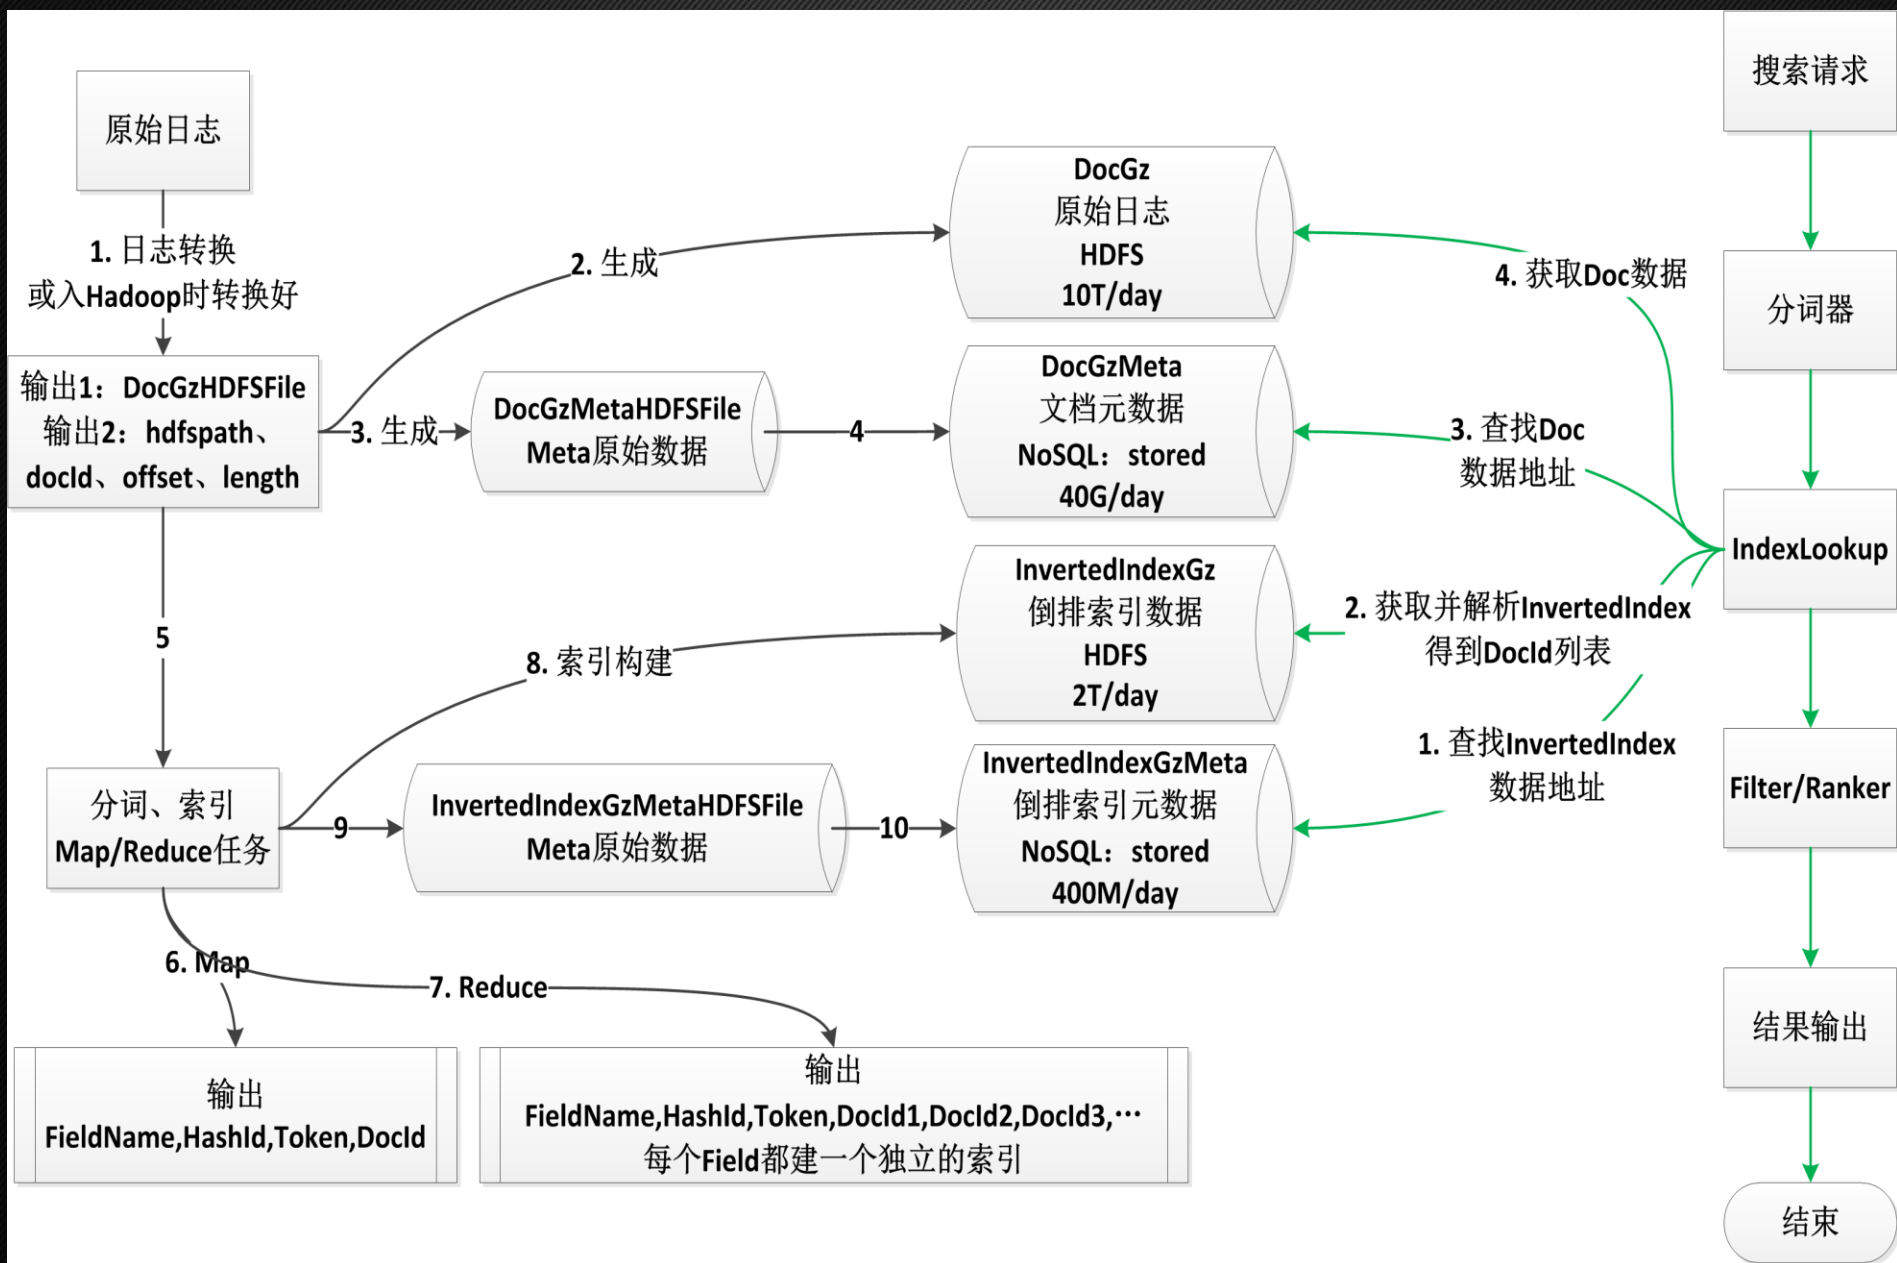 原始日志
1. 日志转换
或入Hadoop时转换好
输出1：DocGzHDFSFile
输出2：hdfspath、
docId、offset、length
2. 生成
3. 生成
DocGzMetaHDFSFile
Meta原始数据
4
DocGz
原始日志
HDFS
10T/day
DocGzMeta
文档元数据
NoSQL：stored
40G/day
5
分词、索引
Map/Reduce任务
8. 索引构建
9
InvertedIndexGzMetaHDFSFile
Meta原始数据
10
InvertedIndexGz
倒排索引数据
HDFS
2T/day
InvertedIndexGzMeta
倒排索引元数据
NoSQL：stored
400M/day
6. Map
7. Reduce
输出
FieldName,HashId,Token,DocId
输出
FieldName,HashId,Token,DocId1,DocId2,DocId3,…
每个Field都建一个独立的索引
搜索请求
分词器
IndexLookup
4. 获取Doc数据
3. 查找Doc
数据地址
2. 获取并解析InvertedIndex
得到DocId列表
1. 查找InvertedIndex
数据地址
Filter/Ranker
结果输出
结束